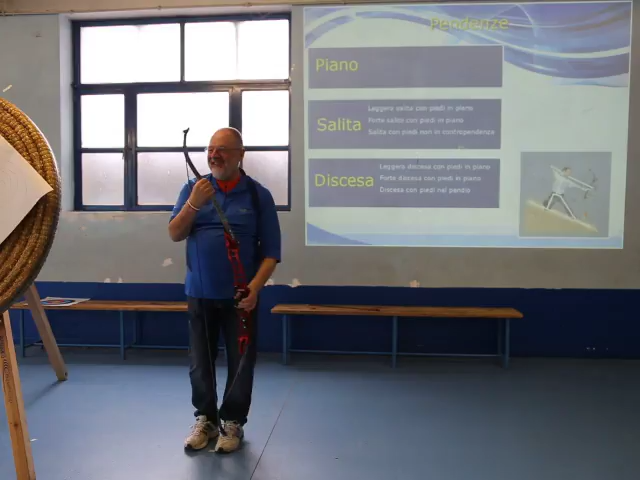 Pendenze
Piano
Salita
Leggera salita con piedi in piano
Forte salita con piedi in piano
Salita con piedi non in contropendenza
Discesa
Leggera discesa con piedi in piano
Forte discesa con piedi in piano
Discesa con piedi nel pendio